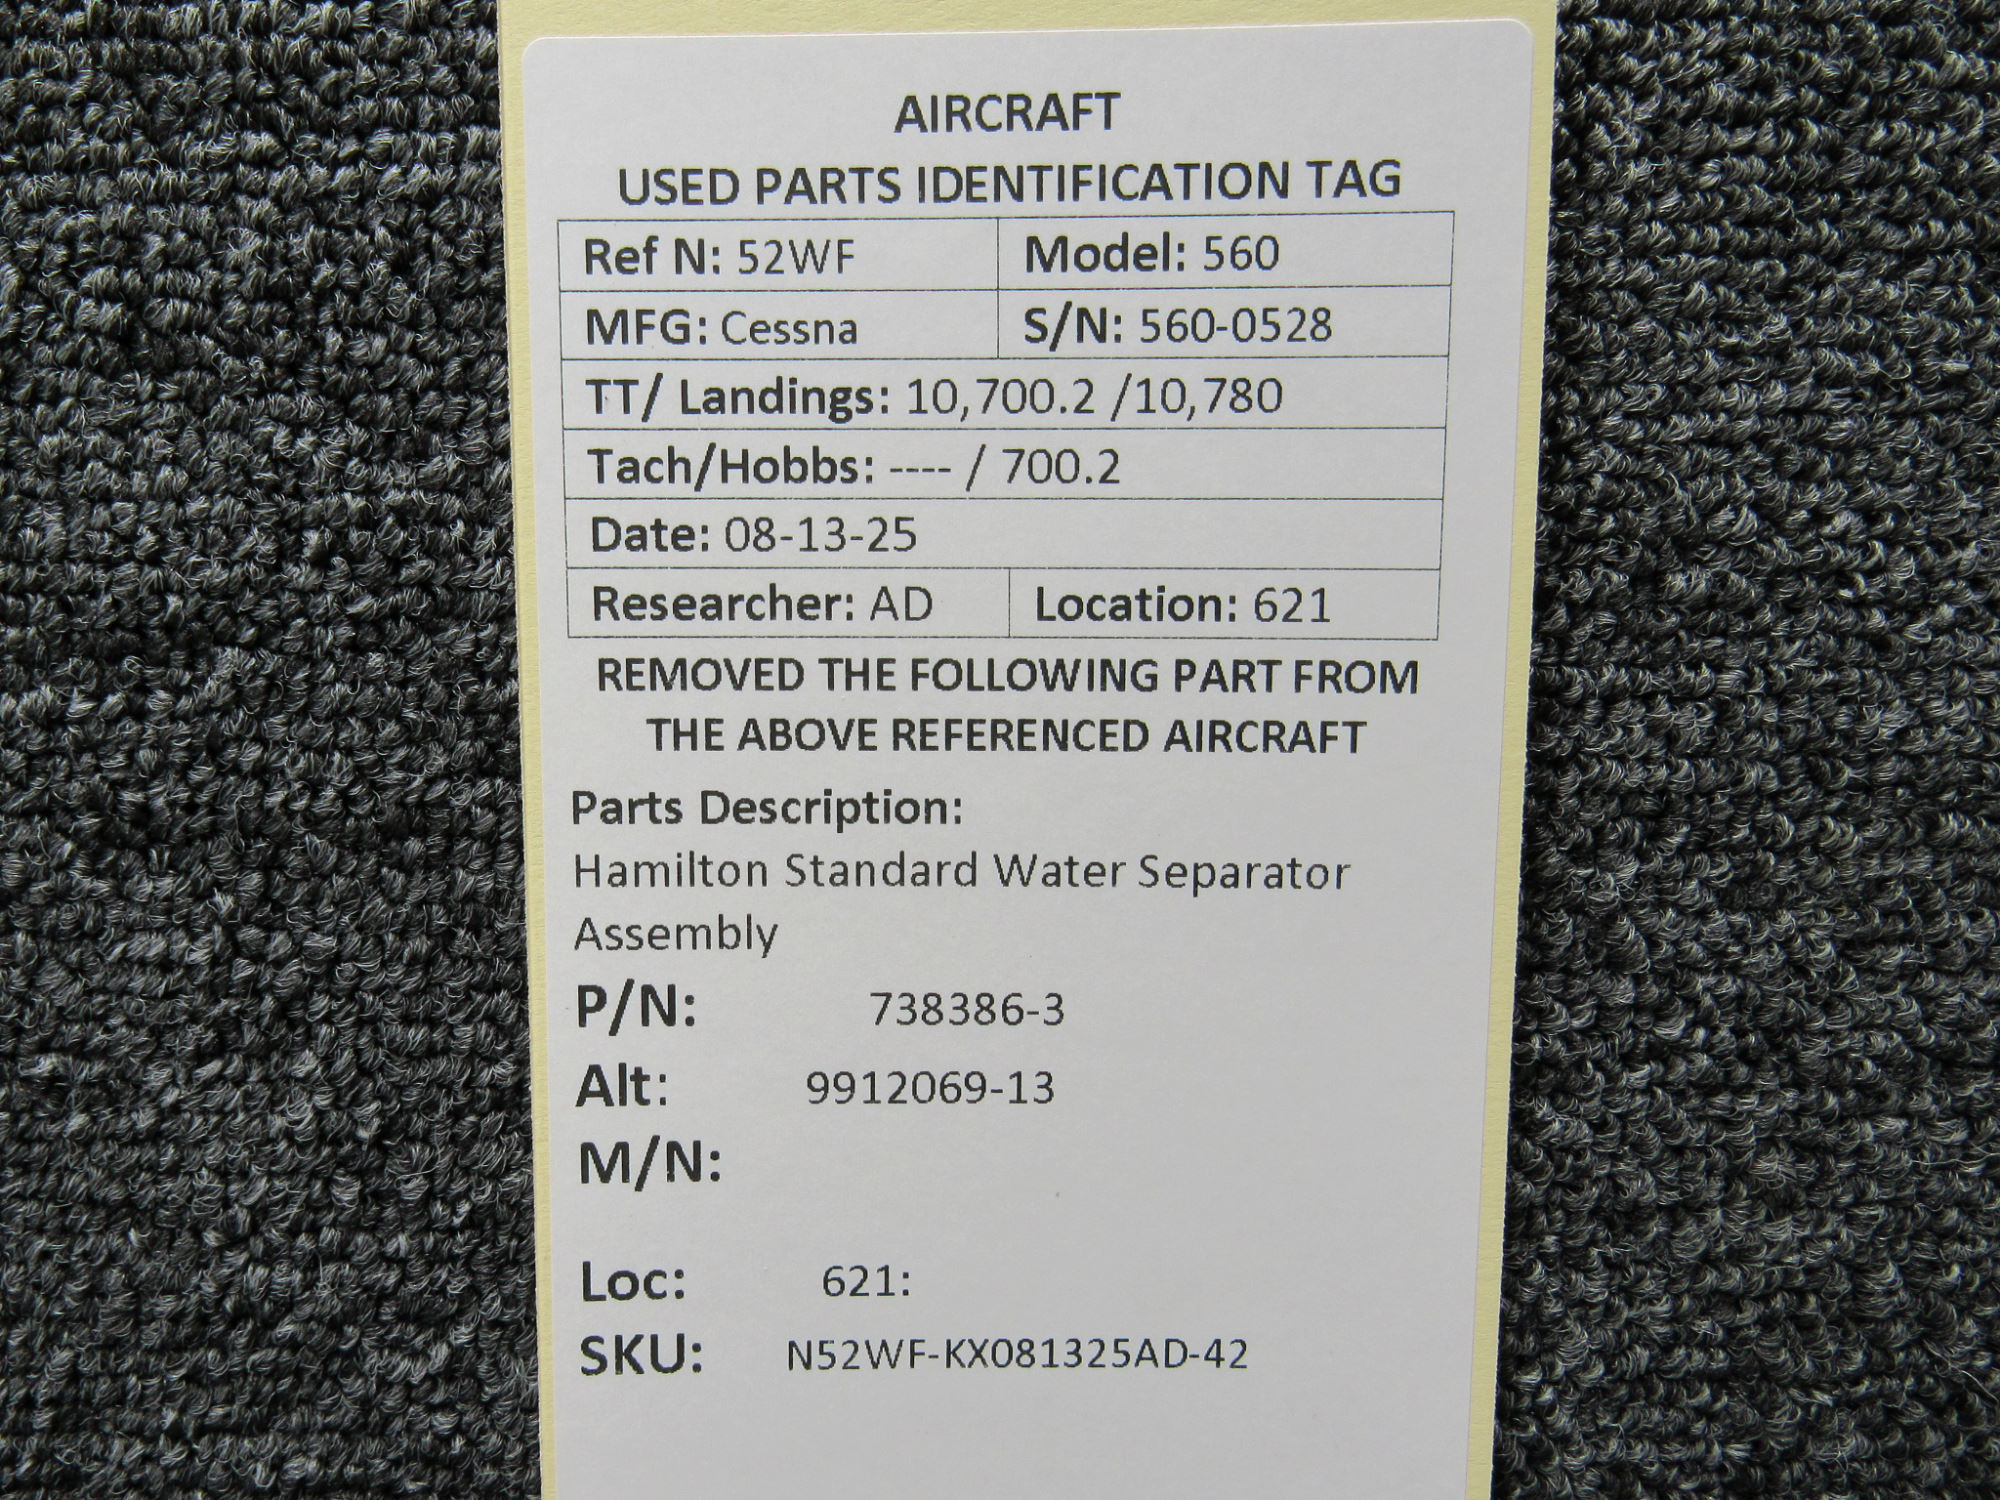 AIRCRAFT
USED PARTS IDENTIFICATION TAG
Ref N: 52WF Model: 560
MFG: Cessna S/N: 560-0528
TT/ Landings: 10,700.2 /10,780
Tach/Hobbs: ---- / 700.2
Date: 08-13-25
Researcher: AD Location: 621
REMOVED THE FOLLOWING PART FROM
THE ABOVE REFERENCED AIRCRAFT
Parts Description:
Hamilton Standard Water Separator
Assembly
P/N: 738386-3
Alt: 9912069-13
M/N:
Loc: 621:
SKU: N52WF-KX081325AD-42